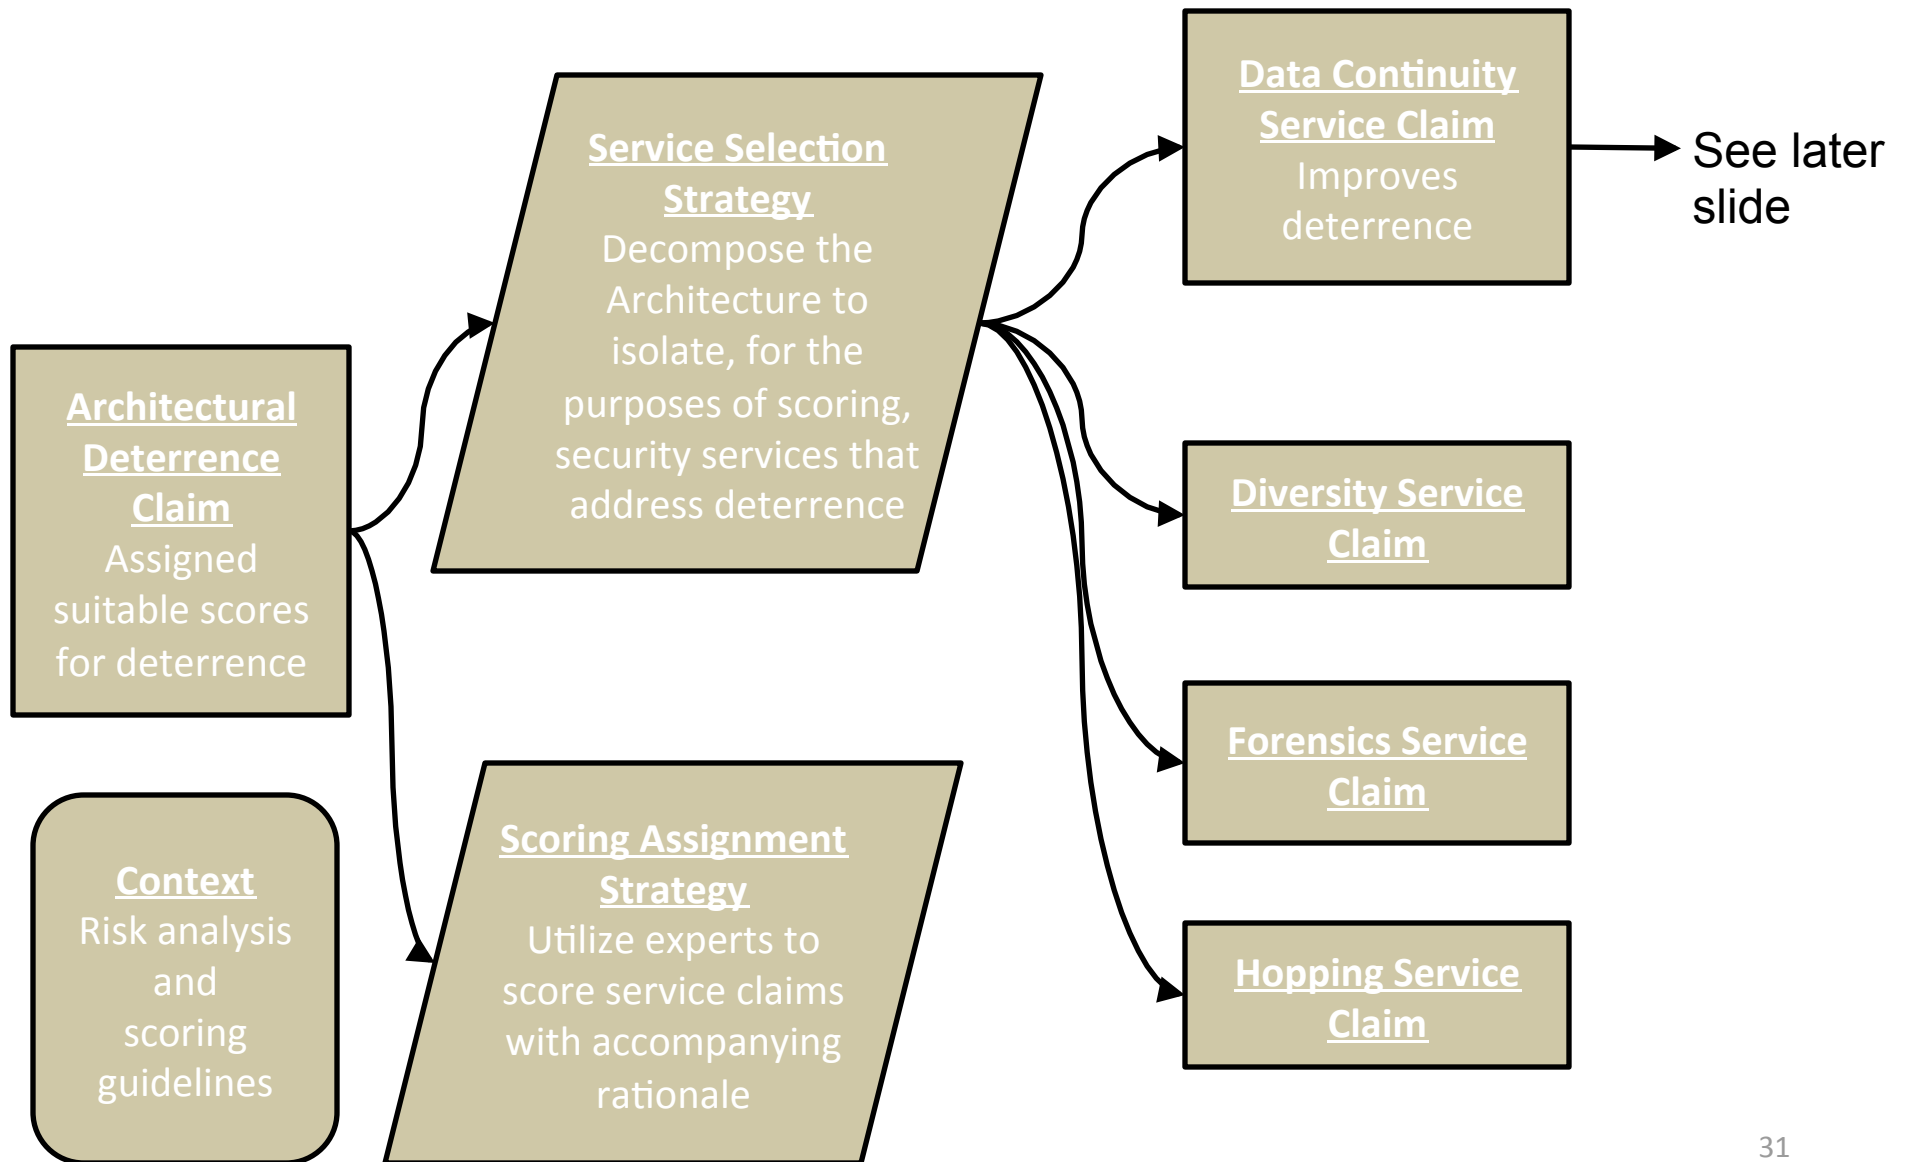 Architectural
Deterrence
Claim
Assigned
suitable scores
for deterrence
Context
Risk analysis
and
scoring
guidelines
Service Selection
Strategy
Decompose the
Architecture to
isolate, for the
purposes of scoring,
security services that
address deterrence
Scoring Assignment
Strategy
Utilize experts to
score service claims
with accompanying
rationale
Data Continuity
Service Claim
Improves
deterrence
See later
slide
Diversity Service
Claim
Forensics Service
Claim
Hopping Service
Claim
31